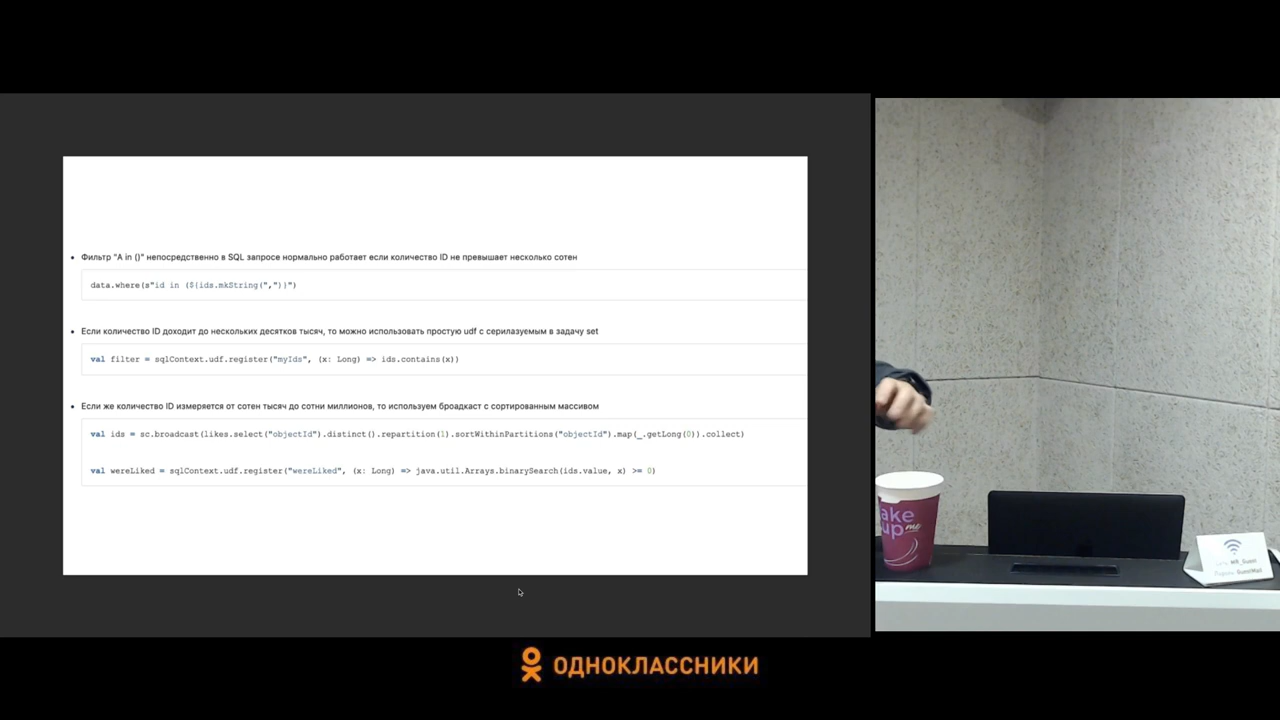 Фильтр "A in ()" непосредственно в SQL запросе нормально работает если количество ID не превышает несколько сотен
data.where(s"id in (${ids.mkString(",")})")
Если количество ID доходит до нескольких десятков тысяч, то можно использовать простую udf с серилазуемым в задачу set
val filter = sqlContext.udf.register("myIds", (x: Long) => ids.contains(x))
Если же количество ID измеряется от сотен тысяч до сотни миллионов, то используем броадкаст с сортированным массивом
val ids = sc.broadcast(likes.select("objectId").distinct().repartition(1).sortWithinPartitions("objectId").map(_.getLong(0)).collect)
val wereLiked = sqlContext.udf.register("wereLiked", (x: Long) => java.util.Arrays.binarySearch(ids.value, x) >= 0)
ake
up me
ОДНОКЛАССНИКИ